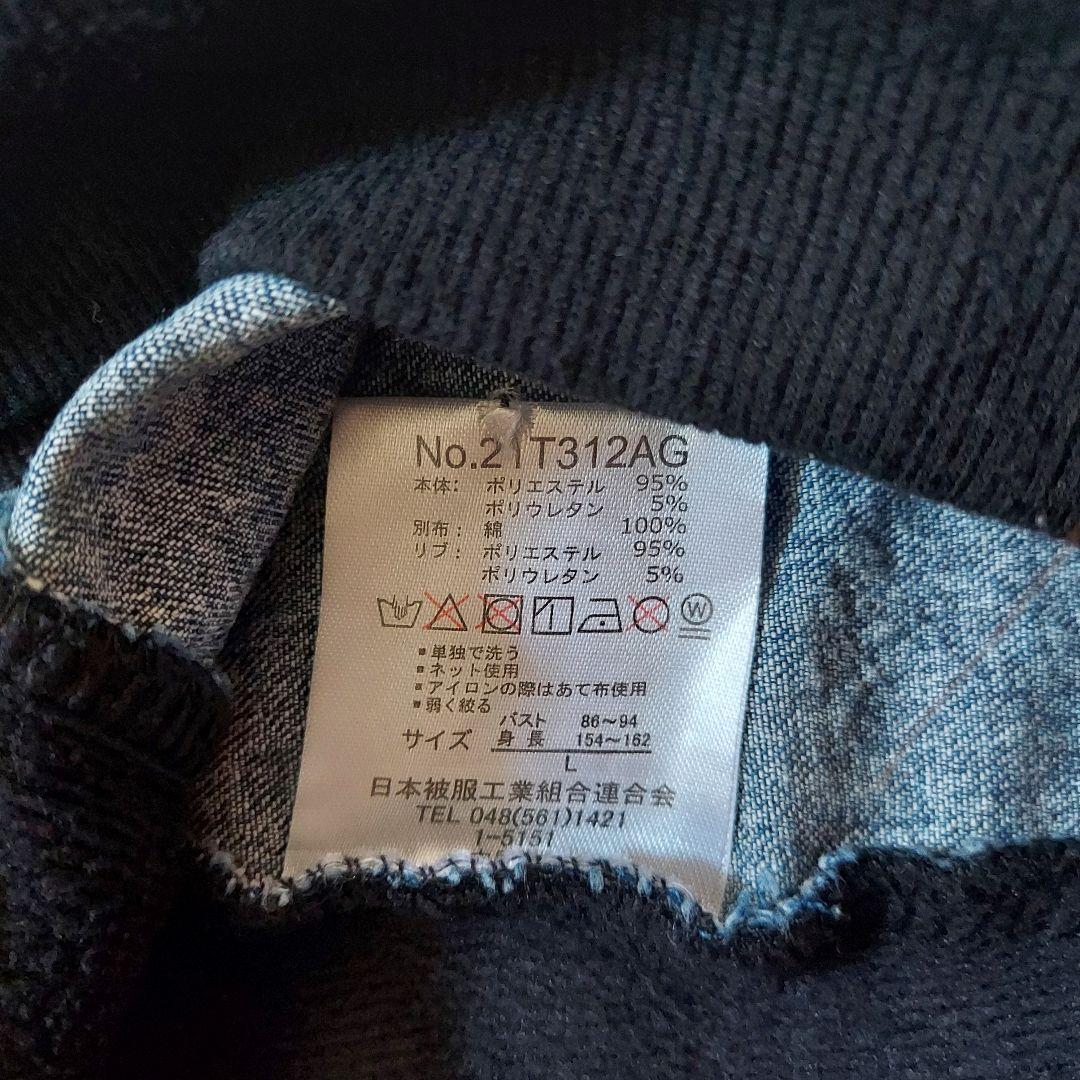 No.21T312AG
本体: ポリエステル 95%
ポリウレタン 5%
別布: 綿 100%
リブ: ポリエステル 95%
ポリウレタン 5%
W
▪単独で洗う
▪ネット使用
▪アイロンの際はあて布使用
▪弱く絞る
バスト 86〜94
サイズ 身長 154〜162
L
日本被服工業組合連合会
TEL 048(561)1421
1-5151